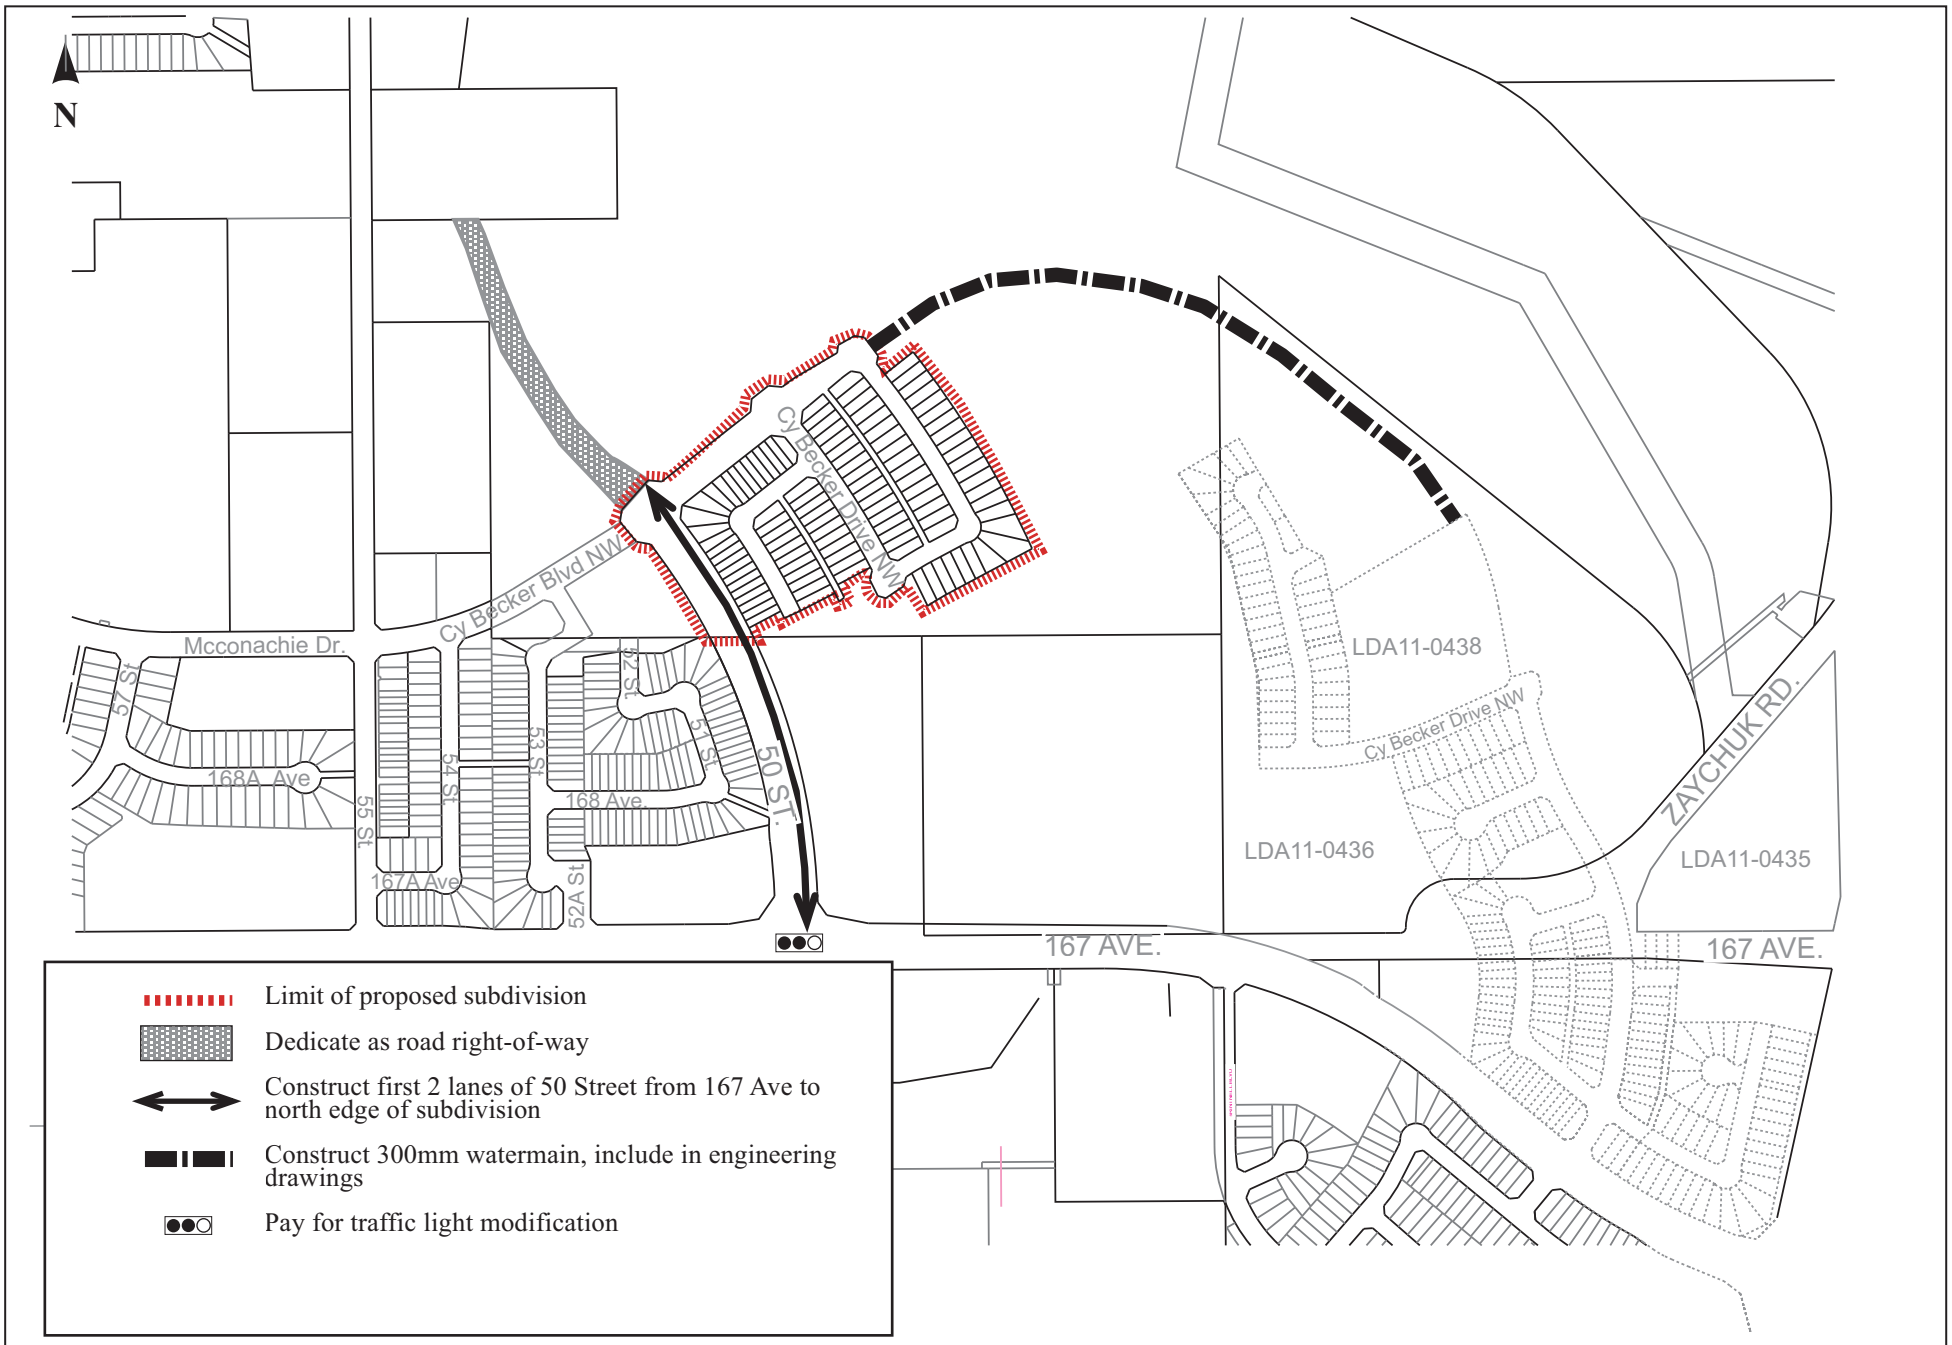 N
Cy Becker Drive NW
Cy Becker Blvd NW
Mcconachie Dr.
57 St
52 St
51 St
LDA11-0438
Cy Becker Drive NW
ZAYCHUK RD.
168A Ave
55 St
54 St
53 St
168 Ave.
50 ST.
LDA11-0436
LDA11-0435
167A Ave.
52A St
167 AVE.
167 AVE.
Limit of proposed subdivision
Dedicate as road right-of-way
Construct first 2 lanes of 50 Street from 167 Ave to
north edge of subdivision
Construct 300mm watermain, include in engineering
drawings
Pay for traffic light modification